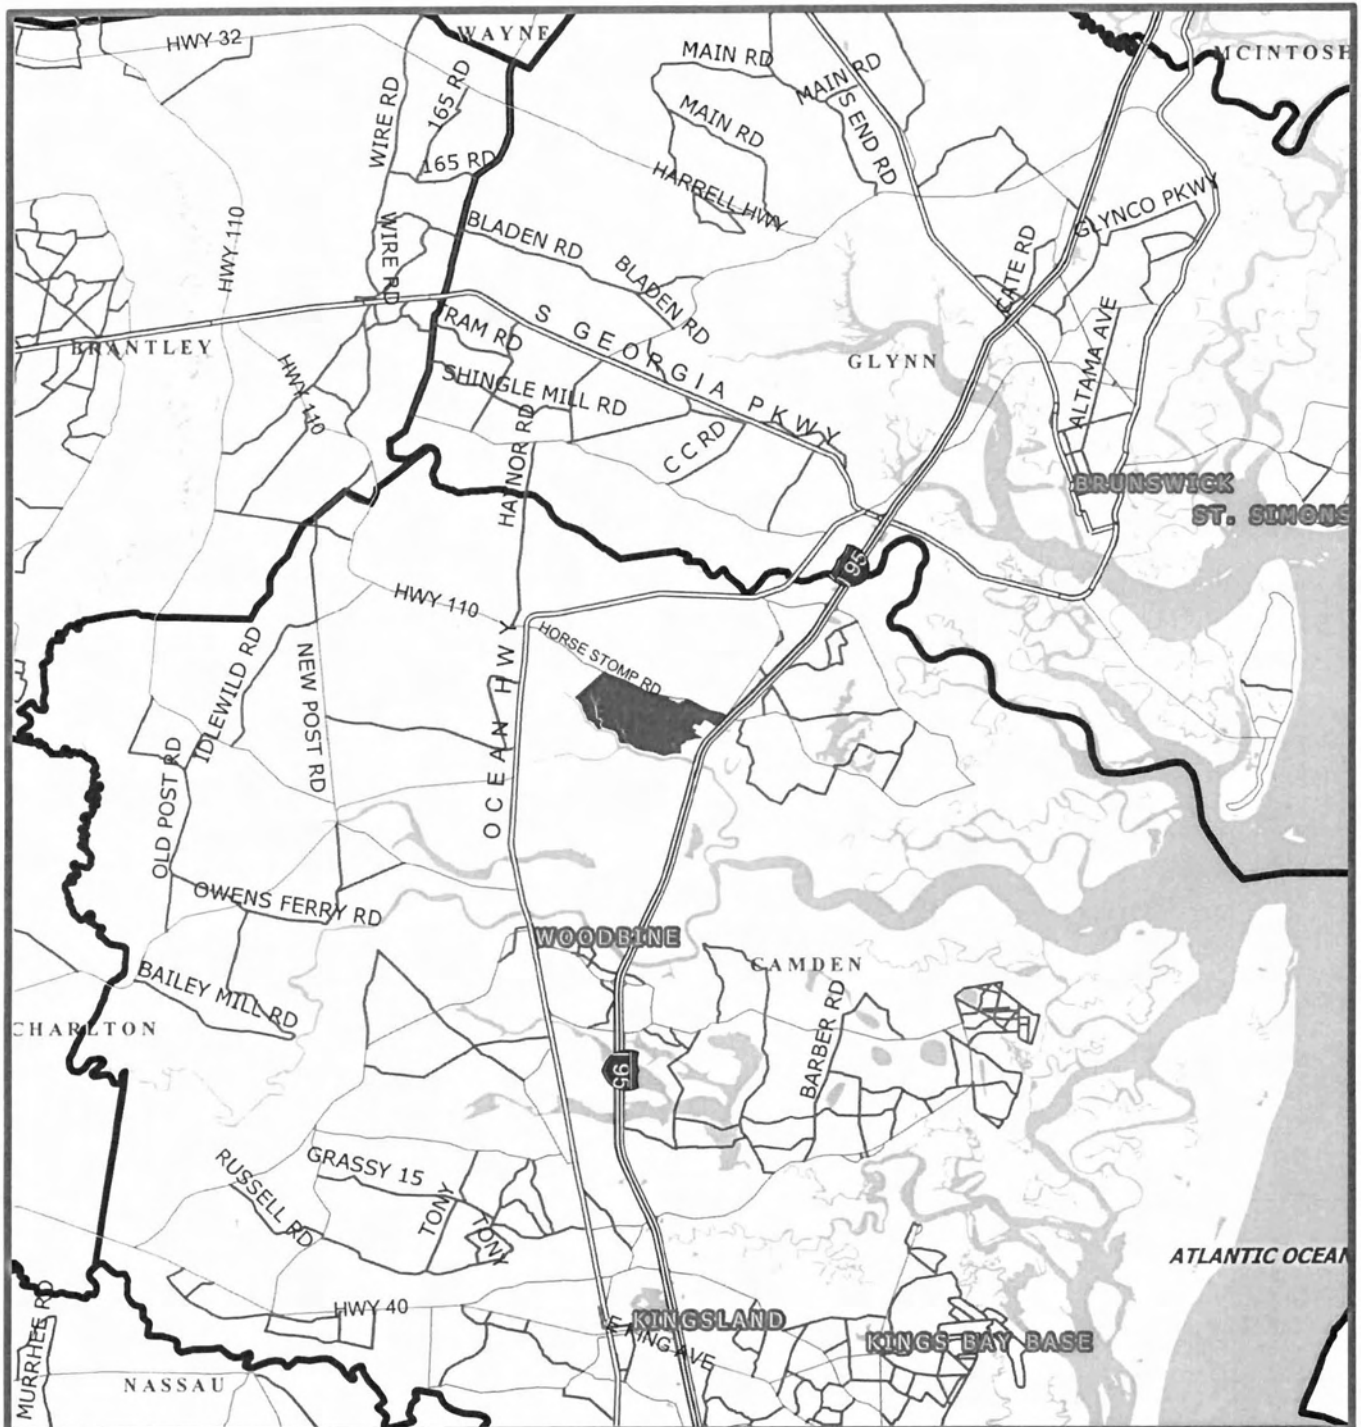 WAYNE
HWY 32
MAIN RD
MCINTOSH
MAIN RD
165 RD
WIRE RD
MAIN RD
S END RD
165 RD
HARRELL HWY
GLYNCO PKWY
HWY 110
WIRE RD
BLADEN RD
BLADEN RD
GATE RD
S GEORGIA PKWY
TRAM RD
BRANTLEY
GLYNN
ALTAMA AVE
HWY 110
SHINGLE MILL RD
C C RD
HAYNOR RD
BRUNSWICK
ST. SIMONS
95
HWY 110
HORSE STOMP RD
IDLEWILD RD
NEW POST RD
OCEAN HWY
OLD POST RD
OWENS FERRY RD
WOODBINE
CAMDEN
BAILEY MILL RD
BARBER RD
CHARLTON
95
GRASSY 15
RUSSELL RD
TONY
TONY
ATLANTIC OCEAN
HWY 40
MURRHEE RD
KINGSLAND
E KING AVE
KINGS BAY BASE
NASSAU